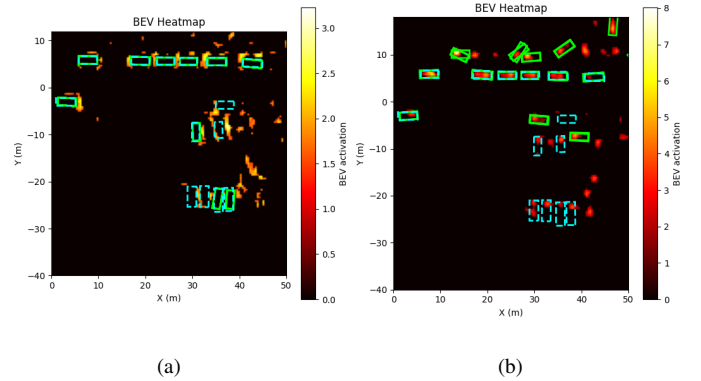 BEV Heatmap
10
0
−10
−20
−30
−40
Y (m)
0 10 20 30 40 50
X (m)
3.0
2.5
2.0
1.5
1.0
0.5
0.0
BEV activation
(a)
BEV Heatmap
10
0
−10
−20
−30
−40
Y (m)
0 10 20 30 40 50
X (m)
8
7
6
5
4
3
2
1
0
BEV activation
(b)